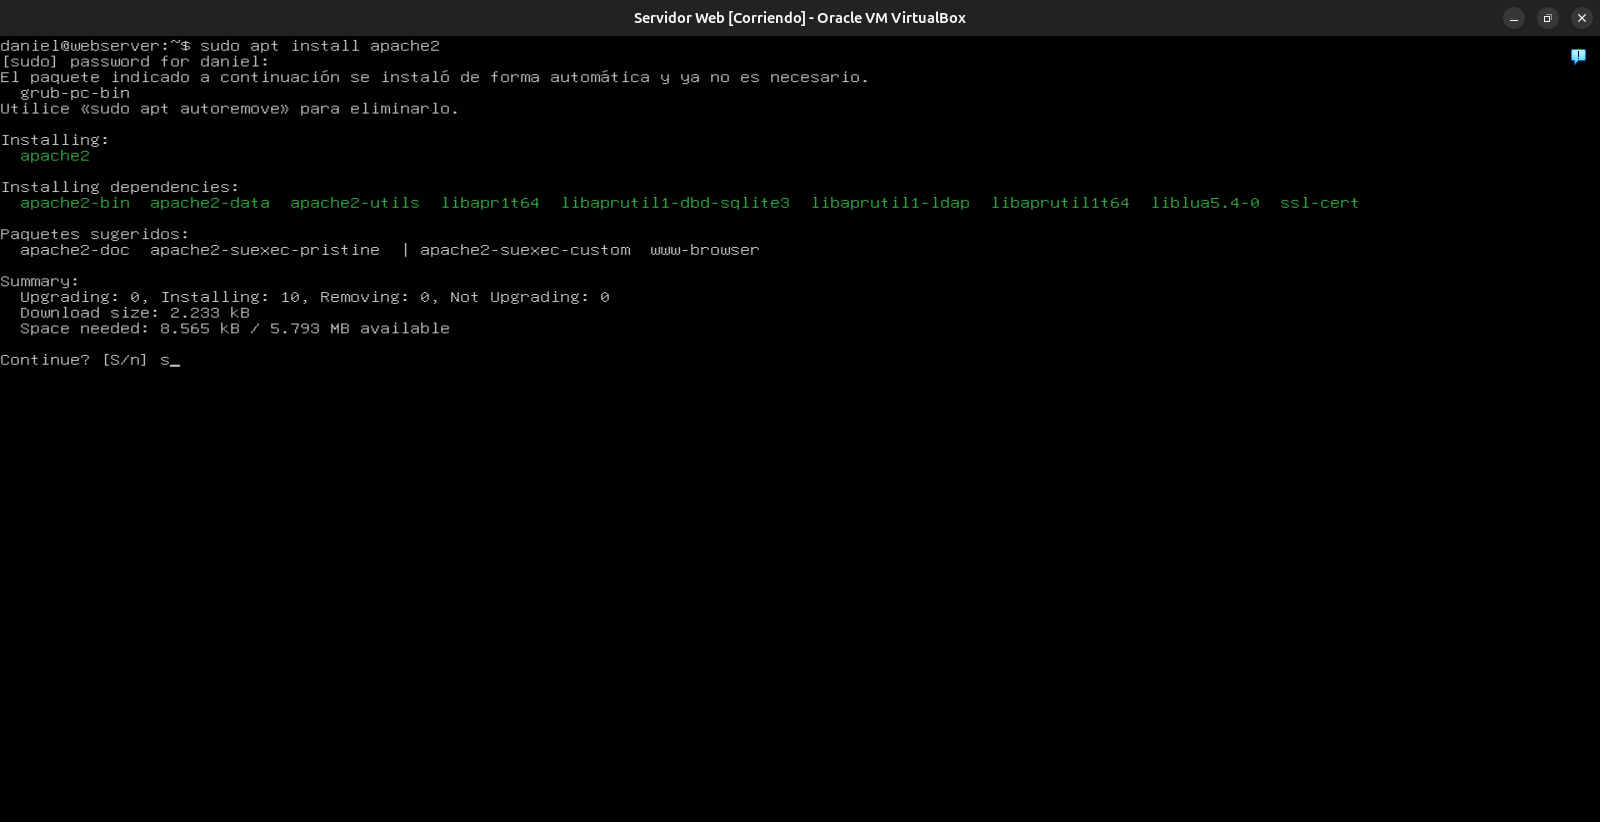 Servidor Web [Corriendo] - Oracle VM VirtualBox
daniel@webserver:~$ sudo apt install apache2
[sudo] password for daniel:
El paquete indicado a continuación se instaló de forma automática y ya no es necesario.
  grub-pc-bin
Utilice «sudo apt autoremove» para eliminarlo.

Installing:
  apache2

Installing dependencies:
  apache2-bin  apache2-data  apache2-utils  libapr1t64  libaprutil1-dbd-sqlite3  libaprutil1-ldap  libaprutil1t64  liblua5.4-0  ssl-cert

Paquetes sugeridos:
  apache2-doc  apache2-suexec-pristine  | apache2-suexec-custom  www-browser

Summary:
  Upgrading: 0, Installing: 10, Removing: 0, Not Upgrading: 0
  Download size: 2.233 kB
  Space needed: 8.565 kB / 5.793 MB available

Continue? [S/n] s_